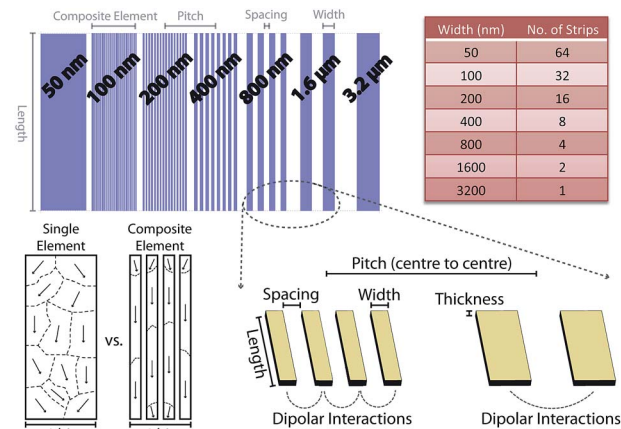 Composite Element
Pitch
Spacing
Width
Length
50 nm
100 nm
200 nm
400 nm
800 nm
1.6 µm
3.2 µm
Width (nm) No. of Strips
50 64
100 32
200 16
400 8
800 4
1600 2
3200 1
Single
Element
vs.
Composite
Element
Pitch (centre to centre)
Spacing
Width
Length
Dipolar Interactions
Thickness
Dipolar Interactions